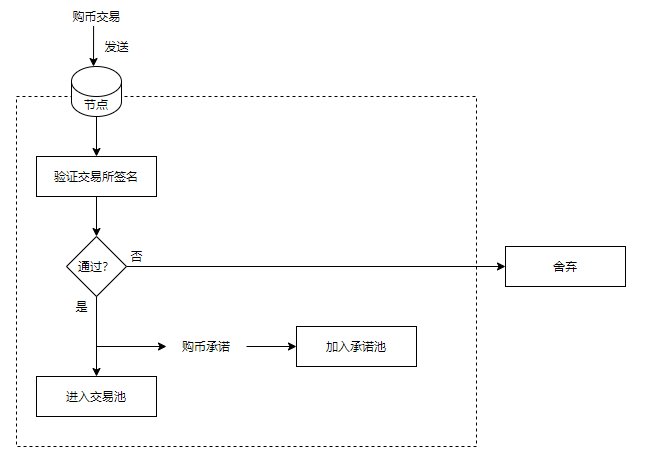 购币交易
发送
节点
验证交易所签名
通过?
否
舍弃
是
购币承诺
加入承诺池
进入交易池